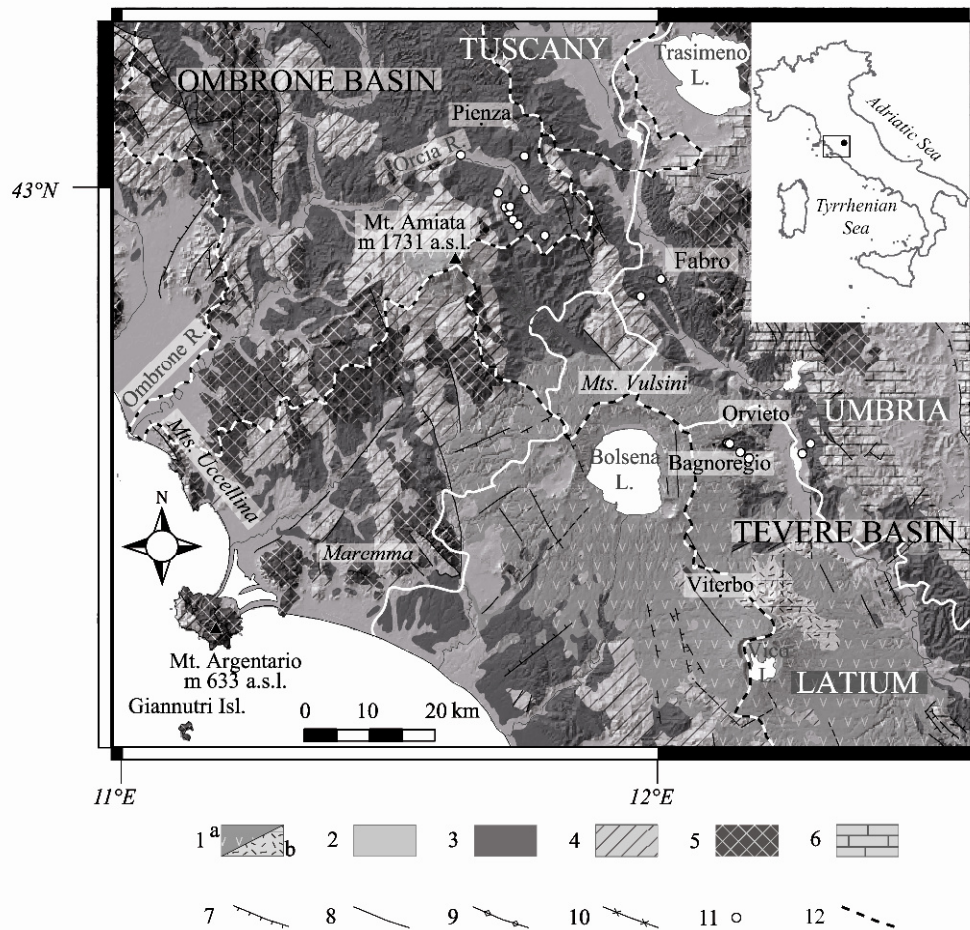 TUSCANY
Trasimeno
L.
OMBRONE BASIN
Pienza
Adriatic Sea
Orcia R.
43°N
Tyrrhenian
Sea
Mt. Amiata
m 1731 a.s.l.
Fabro
Ombrone R.
Mts. Vulsini
Orvieto
UMBRIA
Mts. Uccellina
Bolsena
L.
Bagnoregio
N
TEVERE BASIN
Maremma
Viterbo
Vico
L.
Mt. Argentario
m 633 a.s.l.
LATIUM
Giannutri Isl.
0 10 20 km
11°E 12°E
1 a b 2 3 4 5 6
7 8 9 10 11 12